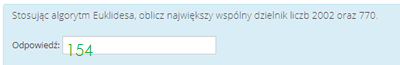 Stosując algorytm Euklidesa, oblicz największy wspólny dzielnik liczb 2002 oraz 770.
Odpowiedź: 154